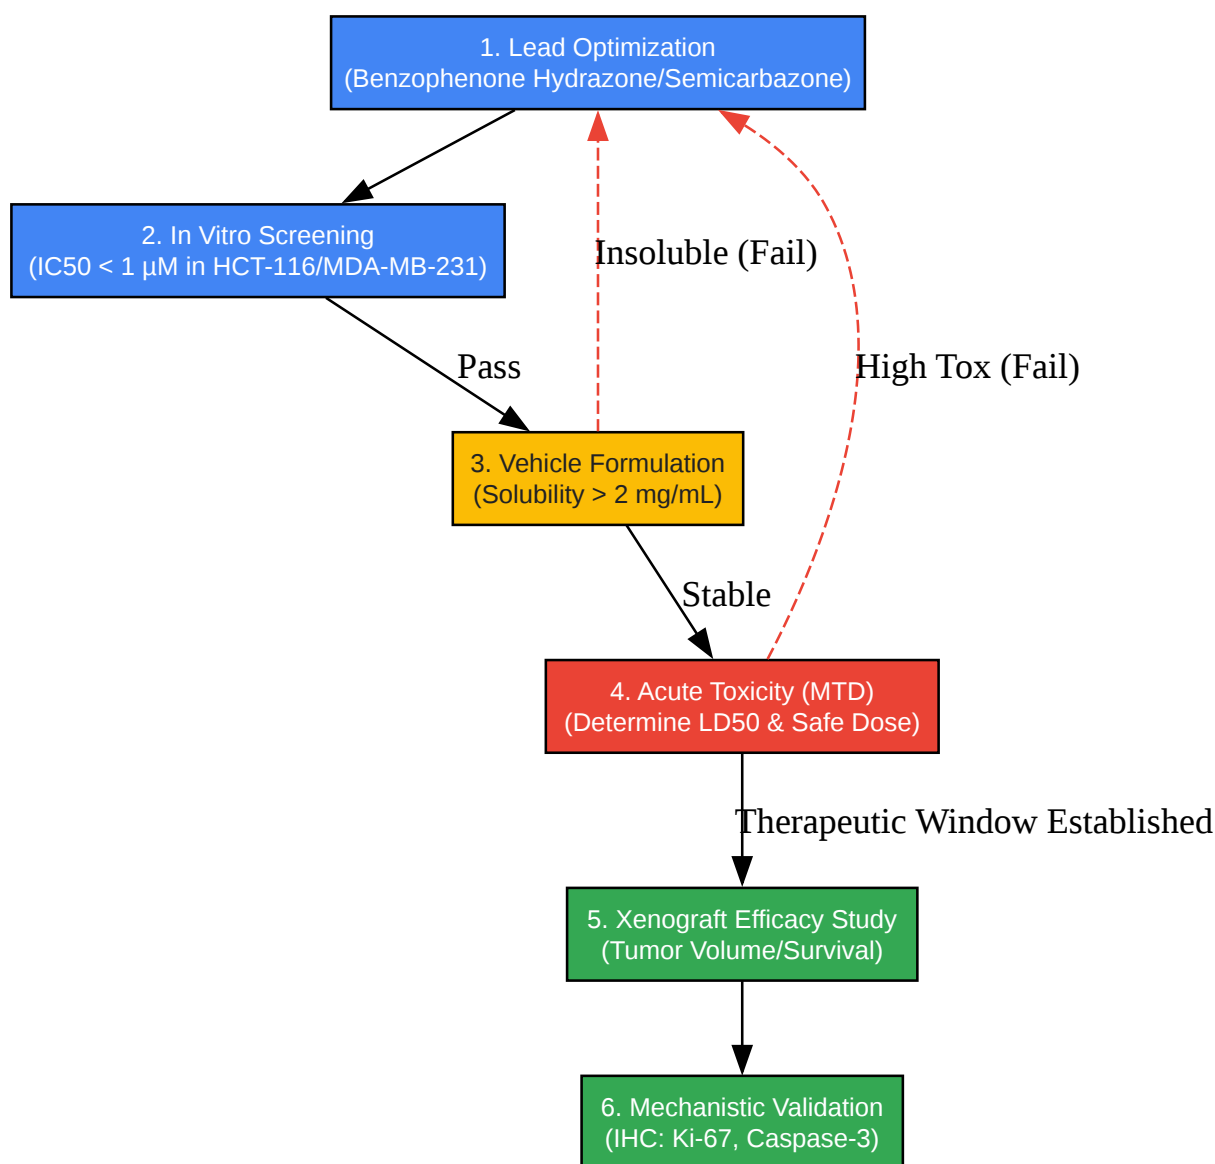 1. Lead Optimization
(Benzophenone Hydrazone/Semicarbazone)
2. In Vitro Screening
(IC50 < 1 µM in HCT-116/MDA-MB-231)
Insoluble (Fail)
Pass
High Tox (Fail)
3. Vehicle Formulation
(Solubility > 2 mg/mL)
Stable
4. Acute Toxicity (MTD)
(Determine LD50 & Safe Dose)
Therapeutic Window Established
5. Xenograft Efficacy Study
(Tumor Volume/Survival)
6. Mechanistic Validation
(IHC: Ki-67, Caspase-3)